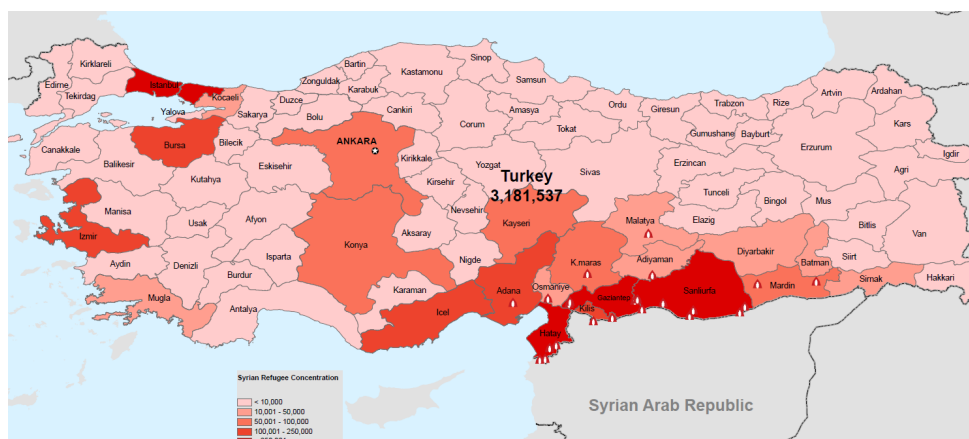 Kirklareli
Edirne
Tekirdag
Istanbul
Kocaeli
Yalova
Sakarya
Duzce
Zonguldak
Bartin
Karabuk
Kastamonu
Sinop
Samsun
Bolu
Cankiri
Corum
Amasya
Tokat
Ordu
Giresun
Trabzon
Rize
Artvin
Ardahan
Kars
Gumushane
Bayburt
Erzurum
Igdir
Agri
Canakkale
Balikesir
Bursa
Bilecik
Eskisehir
ANKARA
Kirikkale
Yozgat
Sivas
Erzincan
Tunceli
Bingol
Mus
Kutahya
Kirsehir
Turkey
3,181,537
Manisa
Usak
Afyon
Nevsehir
Kayseri
Malatya
Elazig
Bitlis
Van
Izmir
Aksaray
Konya
Isparta
Aydin
Denizli
Burdur
Nigde
K.maras
Adiyaman
Diyarbakir
Batman
Siirt
Sirnak
Hakkari
Mugla
Antalya
Karaman
Icel
Adana
Osmaniye
Gaziantep
Sanliurfa
Mardin
Kilis
Hatay
Syrian Refugee Concentration
< 10,000
10,001 - 50,000
50,001 - 100,000
100,001 - 250,000
Syrian Arab Republic